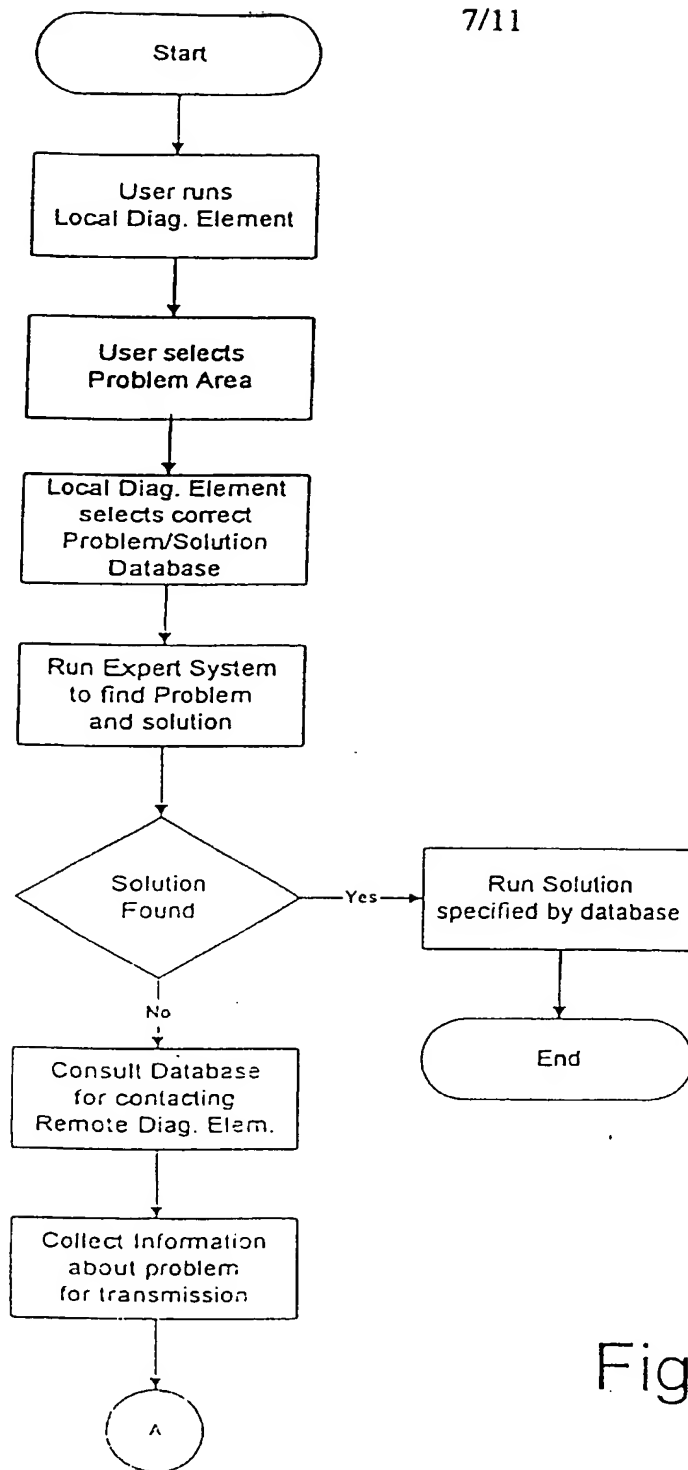 7/11
Start
User runs
Local Diag. Element
User selects
Problem Area
Local Diag. Element
selects correct
Problem/Solution
Database
Run Expert System
to find Problem
and solution
Solution
Found
Yes
Run Solution
specified by database
End
No
Consult Database
for contacting
Remote Diag. Elem.
Collect Information
about problem
for transmission
A
Fig